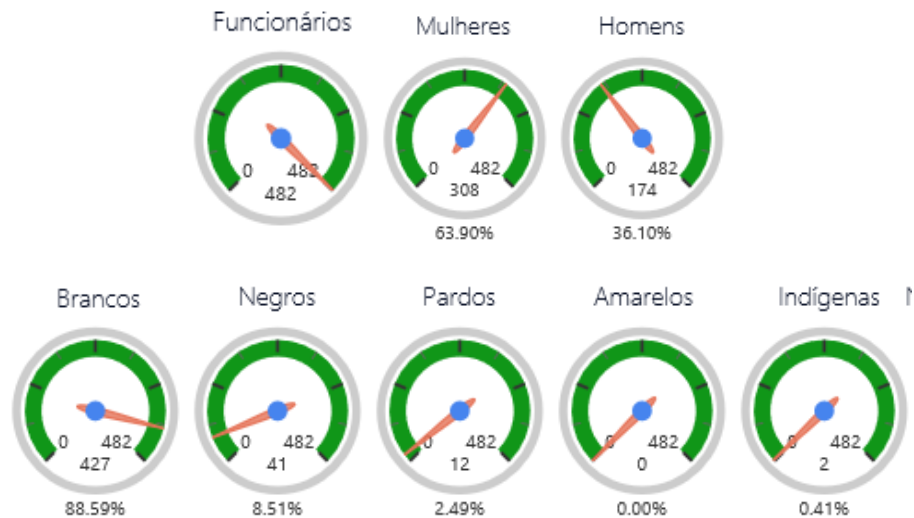 Funcionários
Mulheres
Homens
0 482
482
0 482
308
0 482
174
63.90%
36.10%
Brancos
Negros
Pardos
Amarelos
Indígenas
0 482
427
0 482
41
0 482
12
0 482
0
0 482
2
88.59%
8.51%
2.49%
0.00%
0.41%